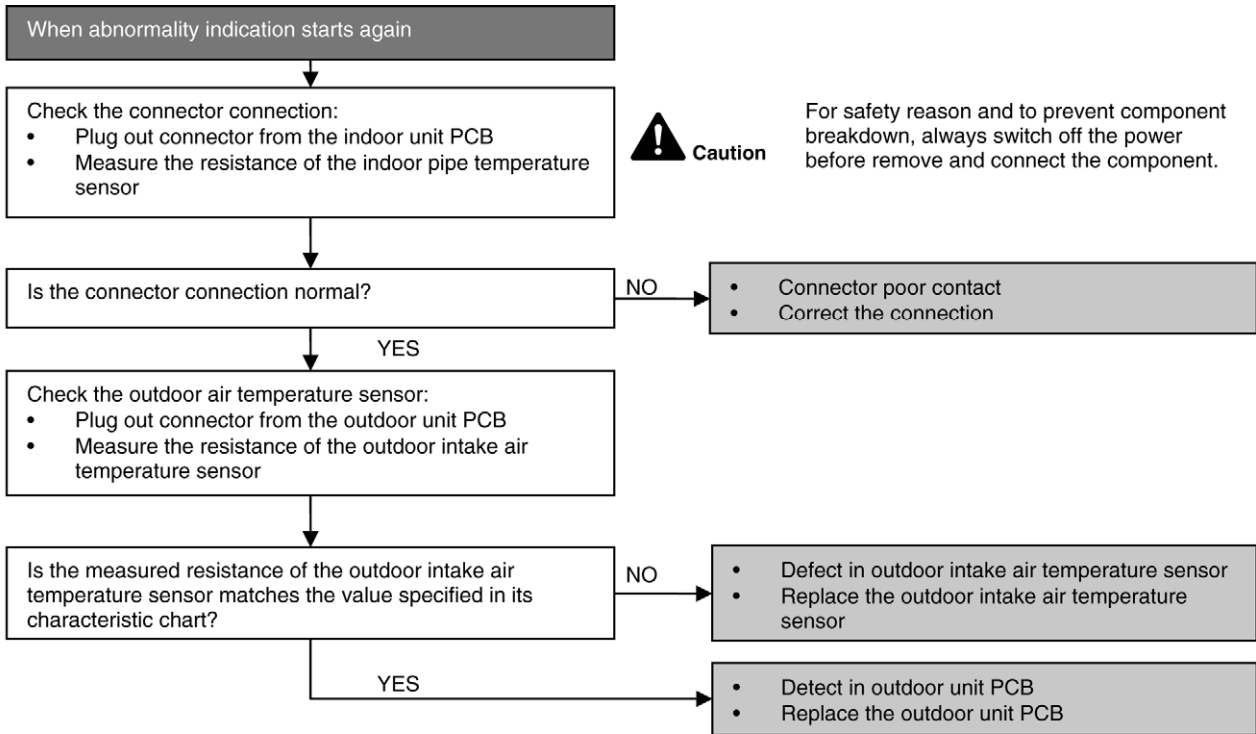 When abnormality indication starts again
Check the connector connection:
• Plug out connector from the indoor unit PCB
• Measure the resistance of the indoor pipe temperature
sensor
Caution
For safety reason and to prevent component
breakdown, always switch off the power
before remove and connect the component.
Is the connector connection normal?
NO
• Connector poor contact
• Correct the connection
YES
Check the outdoor air temperature sensor:
• Plug out connector from the outdoor unit PCB
• Measure the resistance of the outdoor intake air
temperature sensor
Is the measured resistance of the outdoor intake air
temperature sensor matches the value specified in its
characteristic chart?
NO
• Defect in outdoor intake air temperature sensor
• Replace the outdoor intake air temperature
sensor
YES
• Detect in outdoor unit PCB
• Replace the outdoor unit PCB